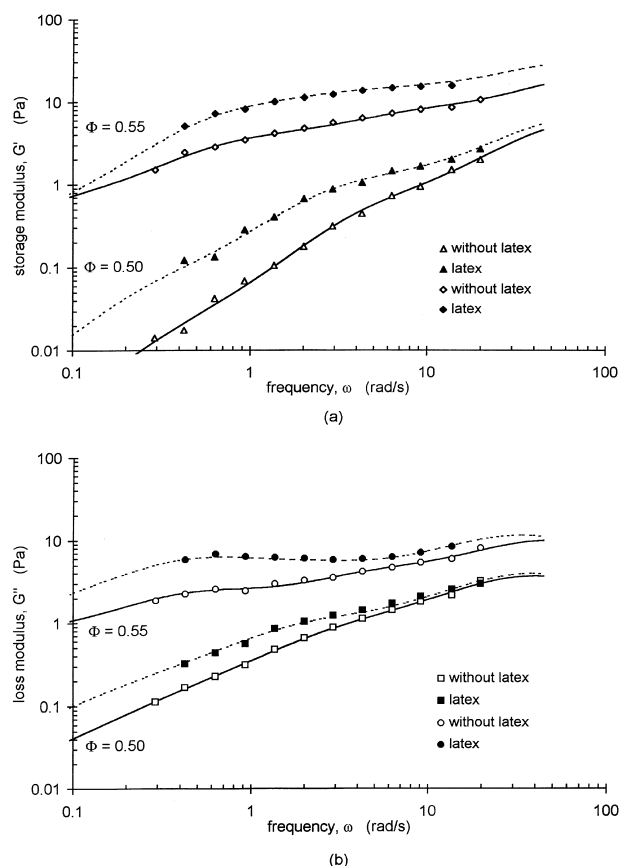 100
10
1
0.1
0.01
storage modulus, G' (Pa)
Φ = 0.55
Φ = 0.50
without latex
latex
without latex
latex
0.1 1 10 100
frequency, ω (rad/s)
(a)
100
10
1
0.1
0.01
loss modulus, G" (Pa)
Φ = 0.55
Φ = 0.50
without latex
latex
without latex
latex
0.1 1 10 100
frequency, ω (rad/s)
(b)